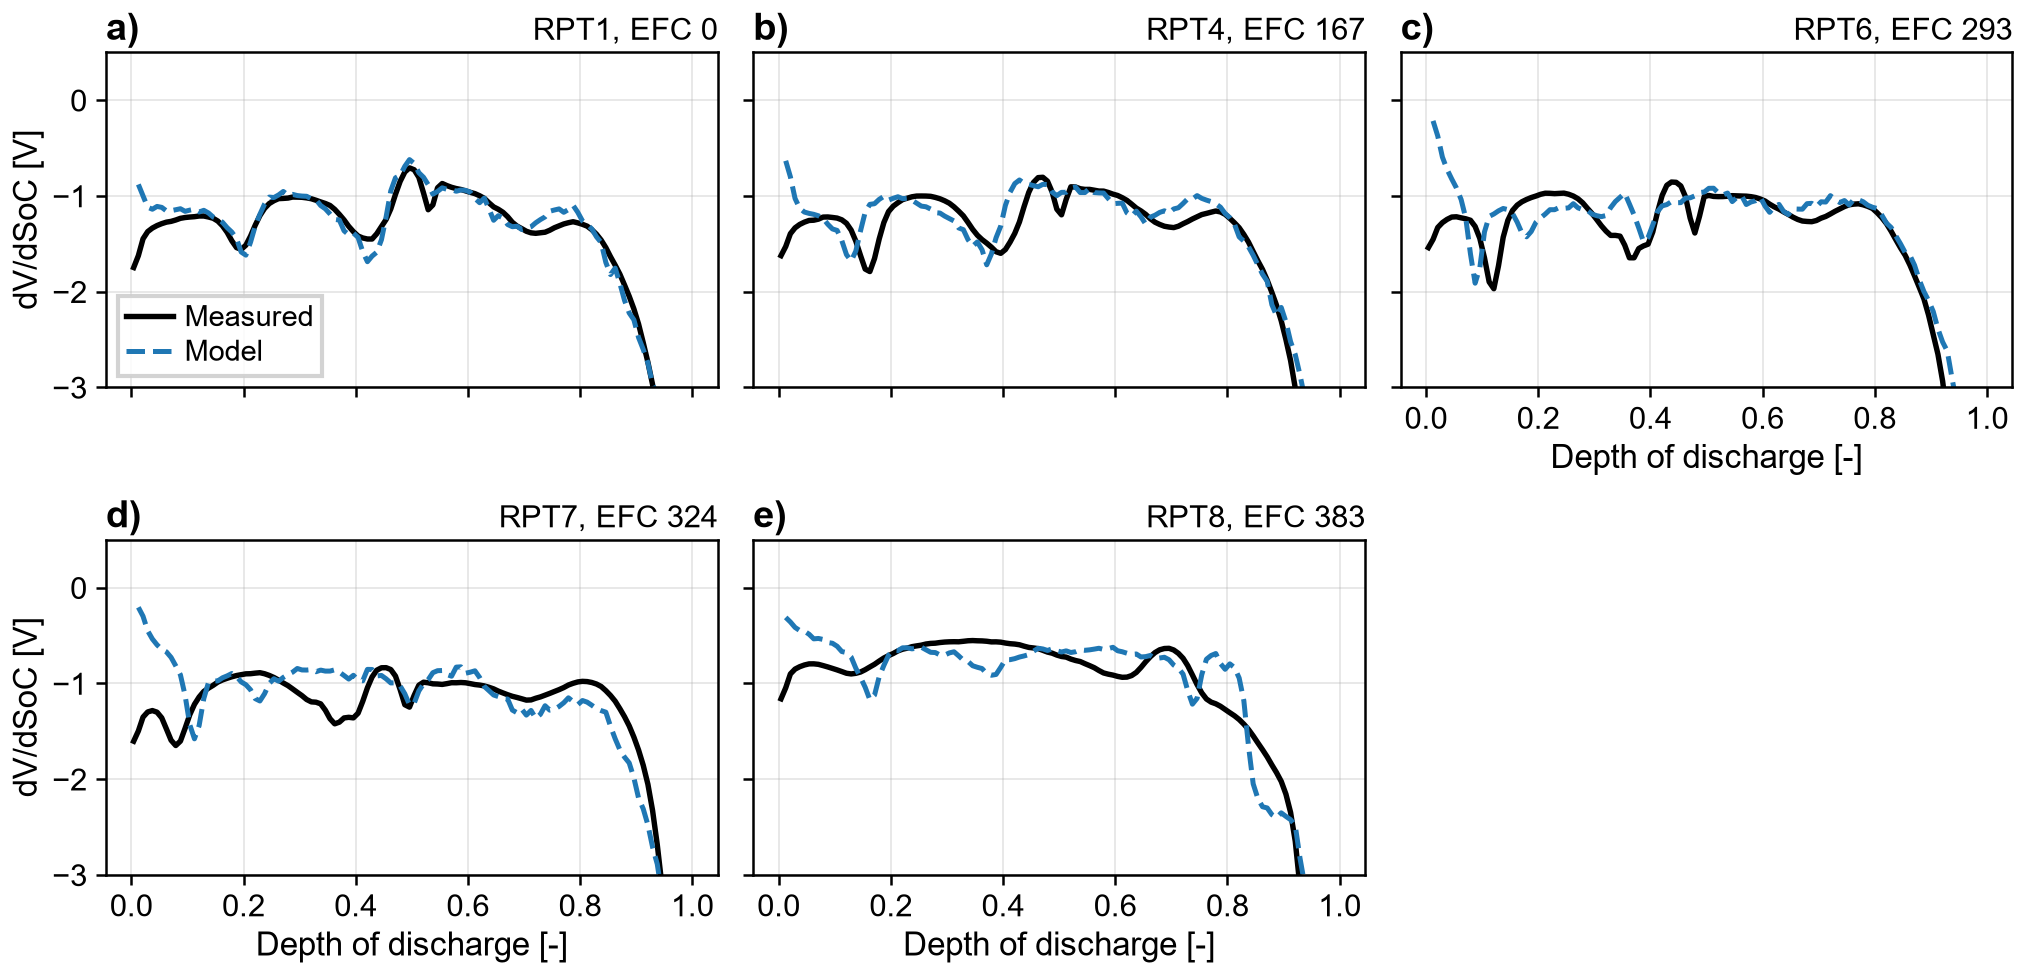 a) RPT1, EFC 0
b) RPT4, EFC 167
c) RPT6, EFC 293
dV/dSoC [V]
0
−1
−2
−3
Measured
Model
0.0 0.2 0.4 0.6 0.8 1.0
Depth of discharge [-]
d) RPT7, EFC 324
e) RPT8, EFC 383
dV/dSoC [V]
0
−1
−2
−3
0.0 0.2 0.4 0.6 0.8 1.0
Depth of discharge [-]
0.0 0.2 0.4 0.6 0.8 1.0
Depth of discharge [-]